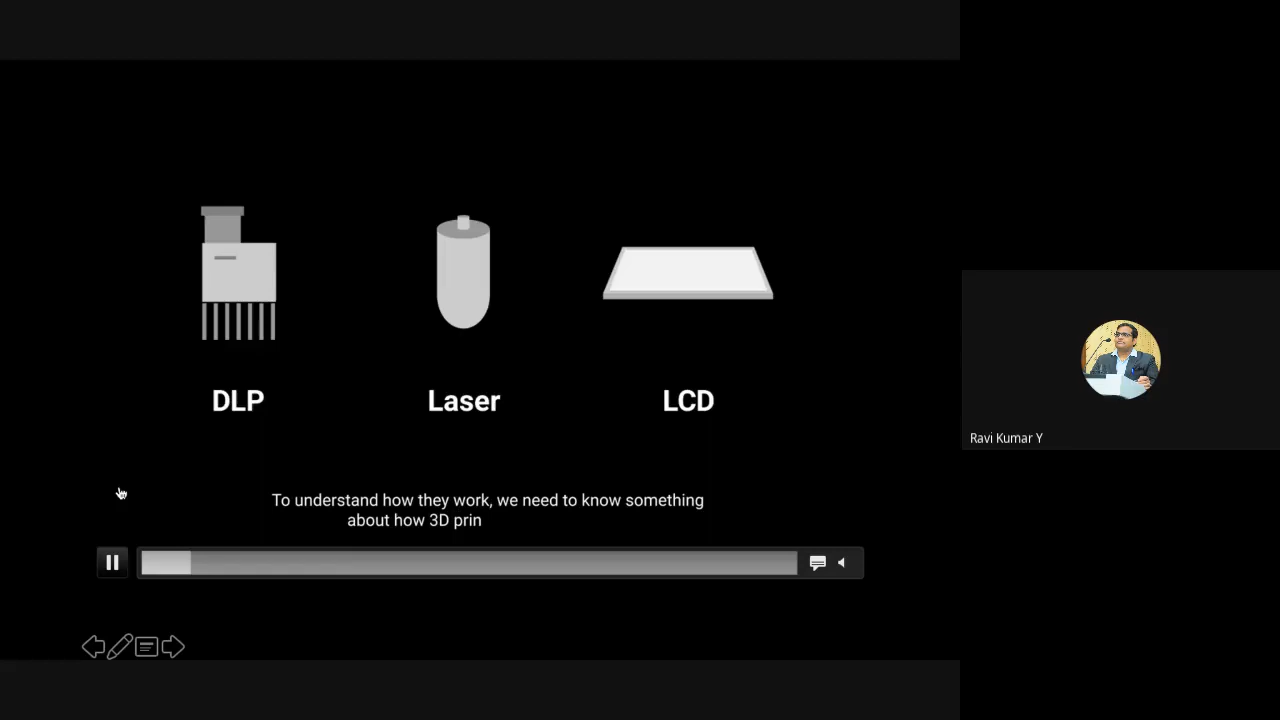 DLP
Laser
LCD
To understand how they work, we need to know something
about how 3D prin
Ravi Kumar Y